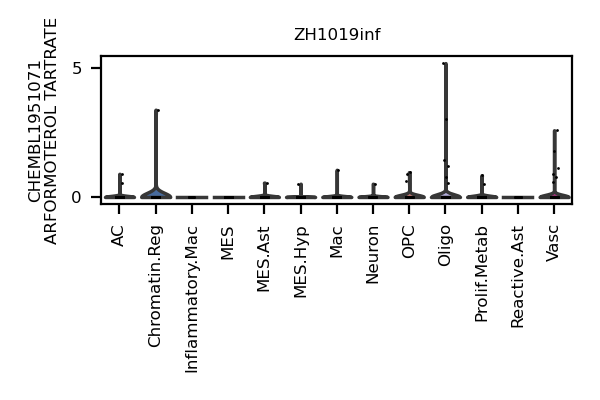 ZH1019inf
CHEMBL1951071
ARFORMOTEROL TARTRATE
5
0
AC
Chromatin.Reg
Inflammatory.Mac
MES
MES.Ast
MES.Hyp
Mac
Neuron
OPC
Oligo
Prolif.Metab
Reactive.Ast
Vasc